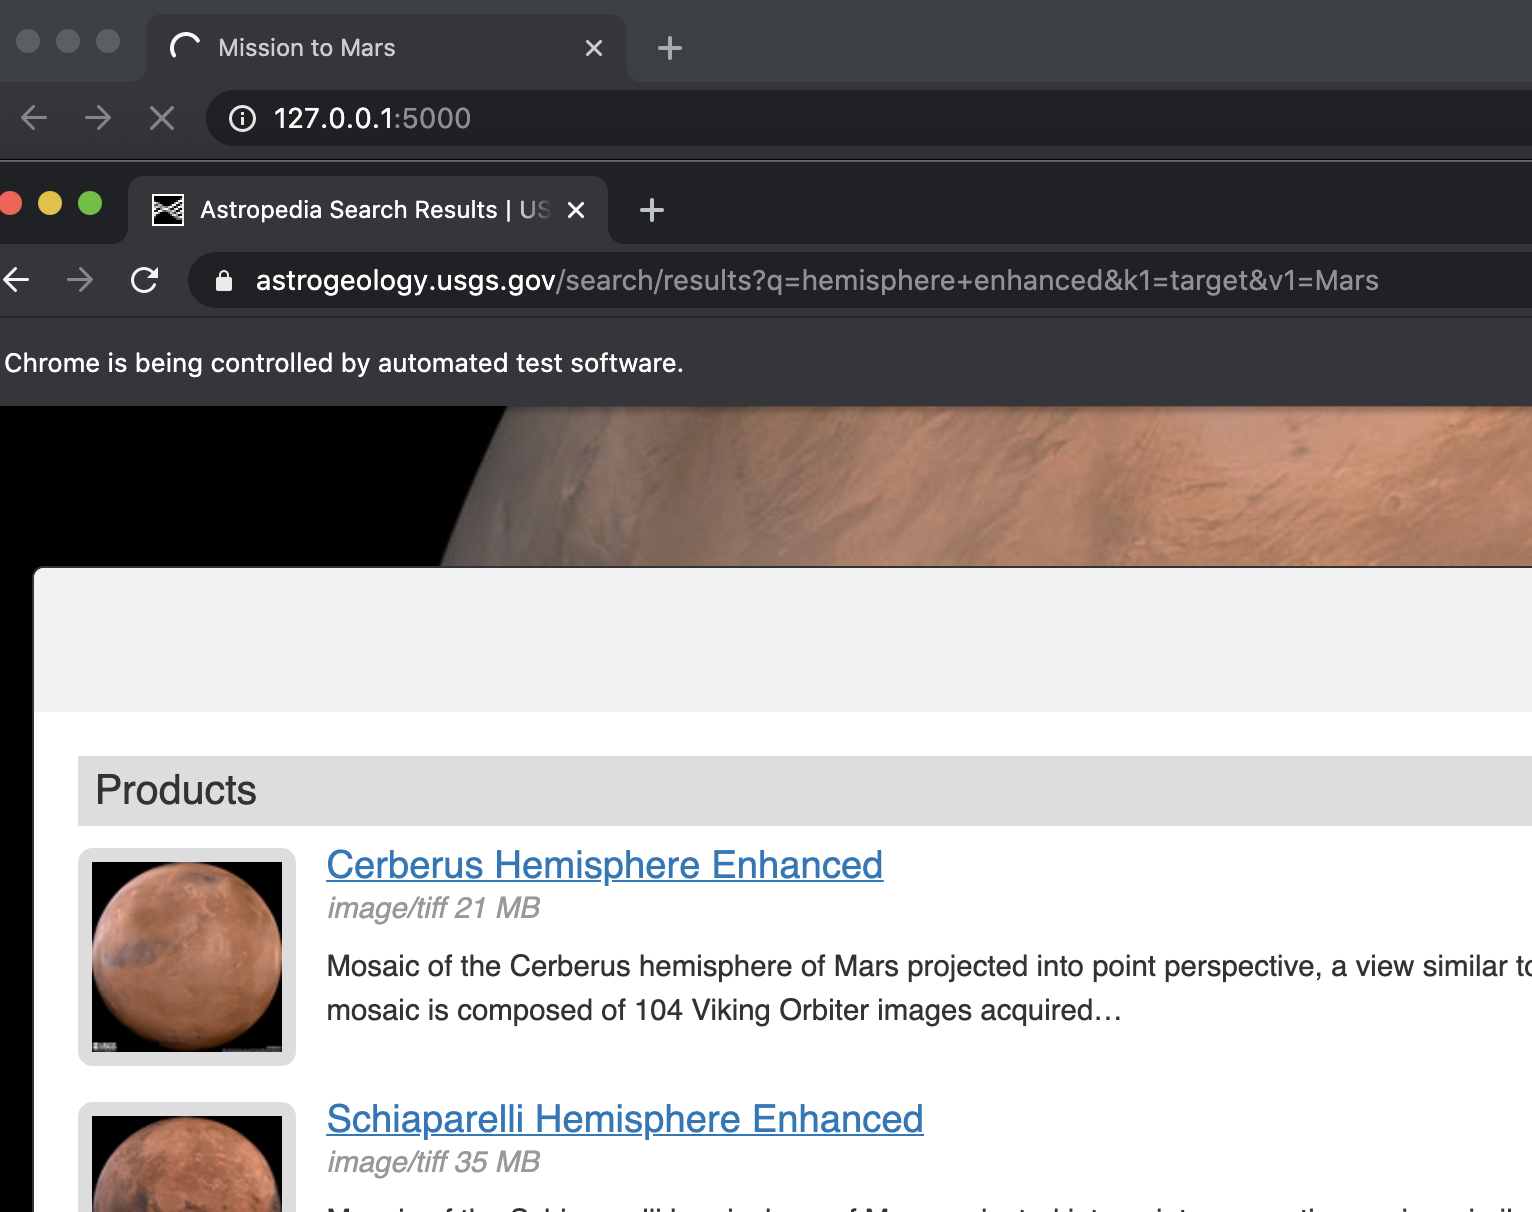 Mission to Mars
127.0.0.1:5000
Astropedia Search Results | US
astrogeology.usgs.gov/search/results?q=hemisphere+enhanced&k1=target&v1=Mars
Chrome is being controlled by automated test software.
Products
Cerberus Hemisphere Enhanced
image/tiff 21 MB
Mosaic of the Cerberus hemisphere of Mars projected into point perspective, a view similar to
mosaic is composed of 104 Viking Orbiter images acquired…
USGS
Schiaparelli Hemisphere Enhanced
image/tiff 35 MB